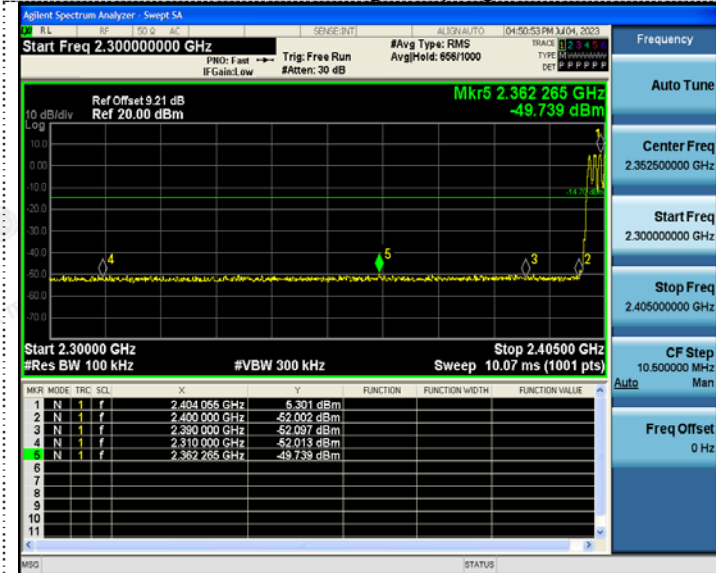 Agilent Spectrum Analyzer - Swept SA
RL RF 50 Ω AC SENSE:INT ALIGNAUTO 04:50:53 PM Jul 04, 2023
Start Freq 2.300000000 GHz
PNO: Fast
IFGain:Low
Trig: Free Run
#Atten: 30 dB
#Avg Type: RMS
Avg|Hold: 656/1000
TRACE 1 2 3 4 5 6
TYPE
DET P P P P P P
Ref Offset 9.21 dB
Ref 20.00 dBm
10 dB/div
Log
Mkr5 2.362 265 GHz
-49.739 dBm
10.0
0.00
-10.0
-20.0
-30.0
-40.0
-50.0
-60.0
-70.0
1
4
5
3
2
Start 2.30000 GHz
#Res BW 100 kHz
#VBW 300 kHz
Stop 2.40500 GHz
Sweep 10.07 ms (1001 pts)
MKR MODE TRC SCL X Y FUNCTION FUNCTION WIDTH FUNCTION VALUE
1 N 1 f 2.404 055 GHz 5.301 dBm
2 N 1 f 2.400 000 GHz -52.002 dBm
3 N 1 f 2.390 000 GHz -52.097 dBm
4 N 1 f 2.310 000 GHz -52.013 dBm
5 N 1 f 2.362 265 GHz -49.739 dBm
6
7
8
9
10
11
MSG
STATUS
Frequency
Auto Tune
Center Freq
2.352500000 GHz
Start Freq
2.300000000 GHz
Stop Freq
2.405000000 GHz
CF Step
10.500000 MHz
Auto Man
Freq Offset
0 Hz